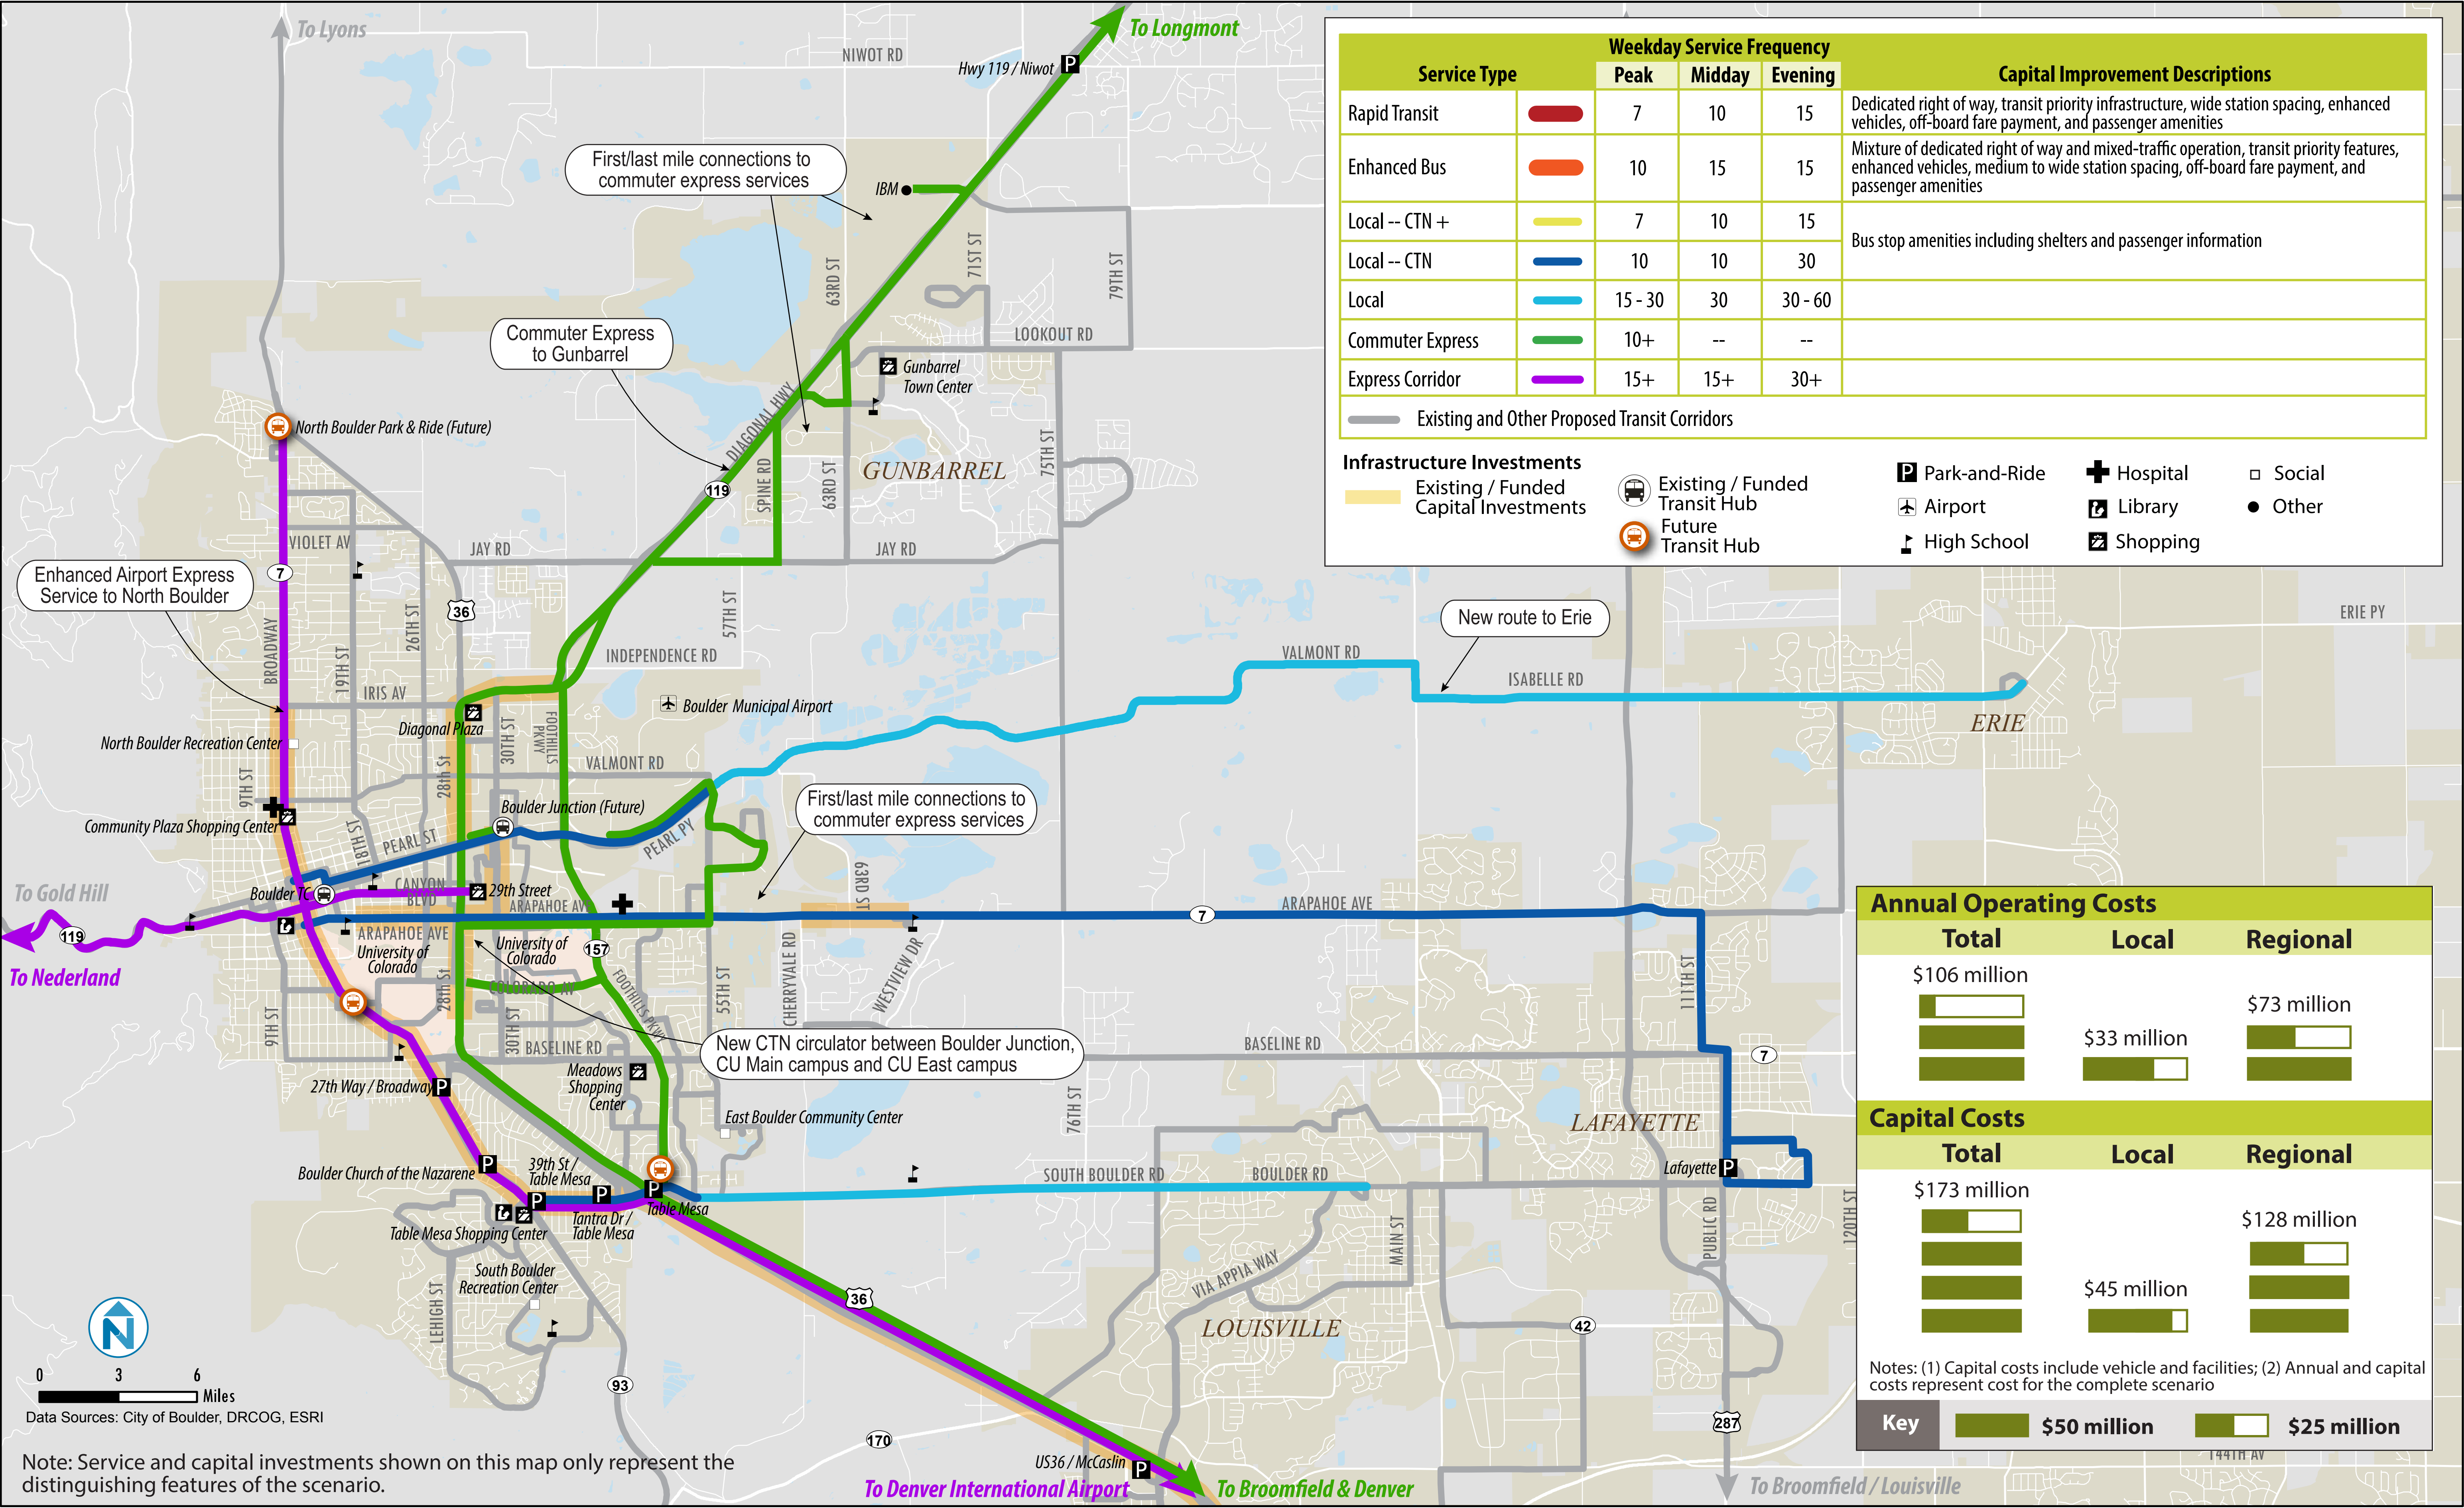 To Lyons
NIWOT RD
To Longmont
Hwy 119 / Niwot
First/last mile connections to
commuter express services
IBM
71ST ST
63RD ST
79TH ST
LOOKOUT RD
Commuter Express
to Gunbarrel
Gunbarrel
Town Center
DIAGONAL HWY
North Boulder Park & Ride (Future)
GUNBARREL
75TH ST
119
SPINE RD
63RD ST
VIOLET AV
JAY RD
JAY RD
Enhanced Airport Express
Service to North Boulder
7
36
26TH ST
57TH ST
BROADWAY
19TH ST
INDEPENDENCE RD
IRIS AV
New route to Erie
VALMONT RD
ISABELLE RD
ERIE PY
ERIE
Boulder Municipal Airport
Diagonal Plaza
30TH ST
FOOTHILLS
PKWY
North Boulder Recreation Center
VALMONT RD
28th St
9TH ST
Boulder Junction (Future)
First/last mile connections to
commuter express services
Community Plaza Shopping Center
18TH ST
PEARL ST
PEARL PY
63RD ST
To Gold Hill
Boulder TC
CANYON
BLVD
29th Street
ARAPAHOE AVE
7
ARAPAHOE AVE
119
ARAPAHOE AVE
University of
Colorado
University of
Colorado
157
To Nederland
28th St
COLORADO AV
FOOTHILLS PKWY
55TH ST
CHERRYVALE RD
WESTVIEW DR
111TH ST
9TH ST
30TH ST
BASELINE RD
New CTN circulator between Boulder Junction,
CU Main campus and CU East campus
BASELINE RD
7
27th Way / Broadway
Meadows
Shopping
Center
East Boulder Community Center
76TH ST
LAFAYETTE
Boulder Church of the Nazarene
39th St /
Table Mesa
SOUTH BOULDER RD
BOULDER RD
Lafayette
120TH ST
Table Mesa
Table Mesa Shopping Center
Tantra Dr /
Table Mesa
South Boulder
Recreation Center
LEHIGH ST
MAIN ST
PUBLIC RD
VIA APPIA WAY
36
LOUISVILLE
42
93
287
170
US36 / McCaslin
To Denver International Airport
To Broomfield & Denver
To Broomfield / Louisville
144TH AV
N
0 3 6
Miles
Data Sources: City of Boulder, DRCOG, ESRI
Note: Service and capital investments shown on this map only represent the
distinguishing features of the scenario.
Weekday Service Frequency
Service Type Peak Midday Evening Capital Improvement Descriptions
Rapid Transit 7 10 15 Dedicated right of way, transit priority infrastructure, wide station spacing, enhanced
vehicles, off-board fare payment, and passenger amenities
Enhanced Bus 10 15 15 Mixture of dedicated right of way and mixed-traffic operation, transit priority features,
enhanced vehicles, medium to wide station spacing, off-board fare payment, and
passenger amenities
Local -- CTN + 7 10 15
Bus stop amenities including shelters and passenger information
Local -- CTN 10 10 30
Local 15 - 30 30 30 - 60
Commuter Express 10+ -- --
Express Corridor 15+ 15+ 30+
Existing and Other Proposed Transit Corridors
Infrastructure Investments
Existing / Funded
Capital Investments
Existing / Funded
Transit Hub
Future
Transit Hub
P Park-and-Ride
Airport
High School
Hospital
Library
Shopping
Social
Other
Annual Operating Costs
Total Local Regional
$106 million
$33 million
$73 million
Capital Costs
Total Local Regional
$173 million
$45 million
$128 million
Notes: (1) Capital costs include vehicle and facilities; (2) Annual and capital
costs represent cost for the complete scenario
Key $50 million $25 million